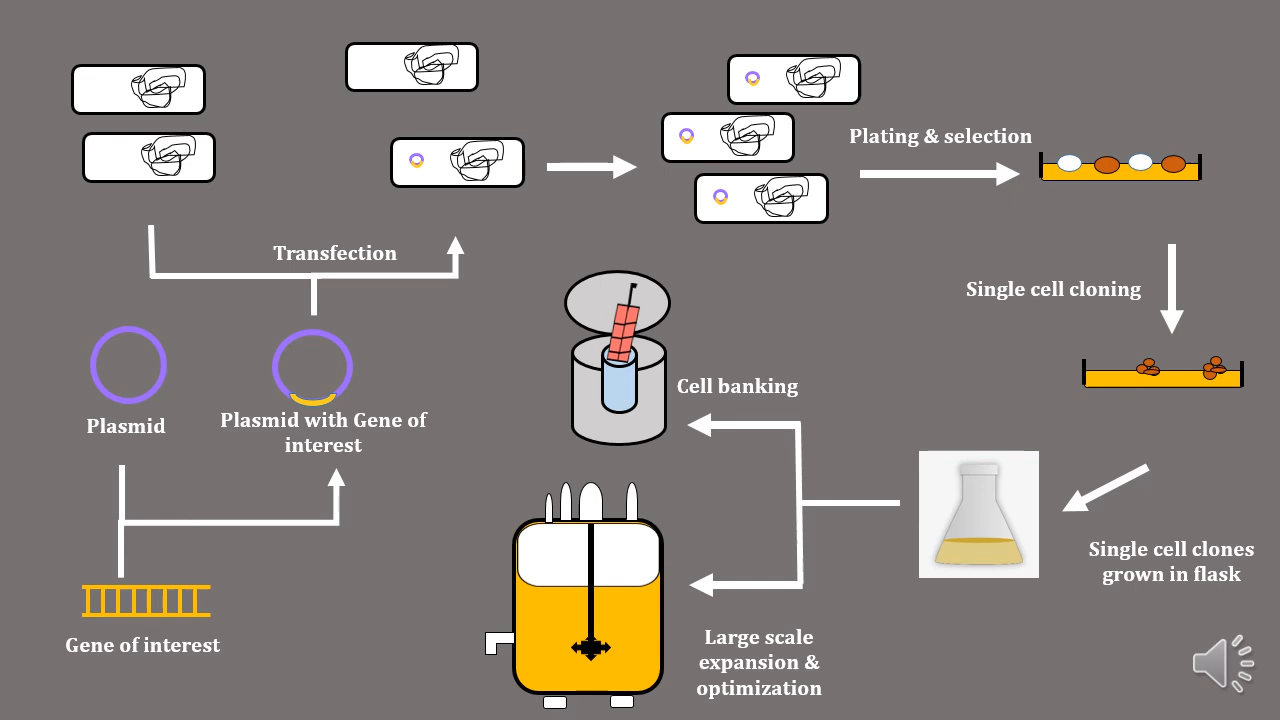 Plating & selection
Transfection
Single cell cloning
Cell banking
Plasmid
Plasmid with Gene of
interest
Single cell clones
grown in flask
Gene of interest
Large scale
expansion &
optimization